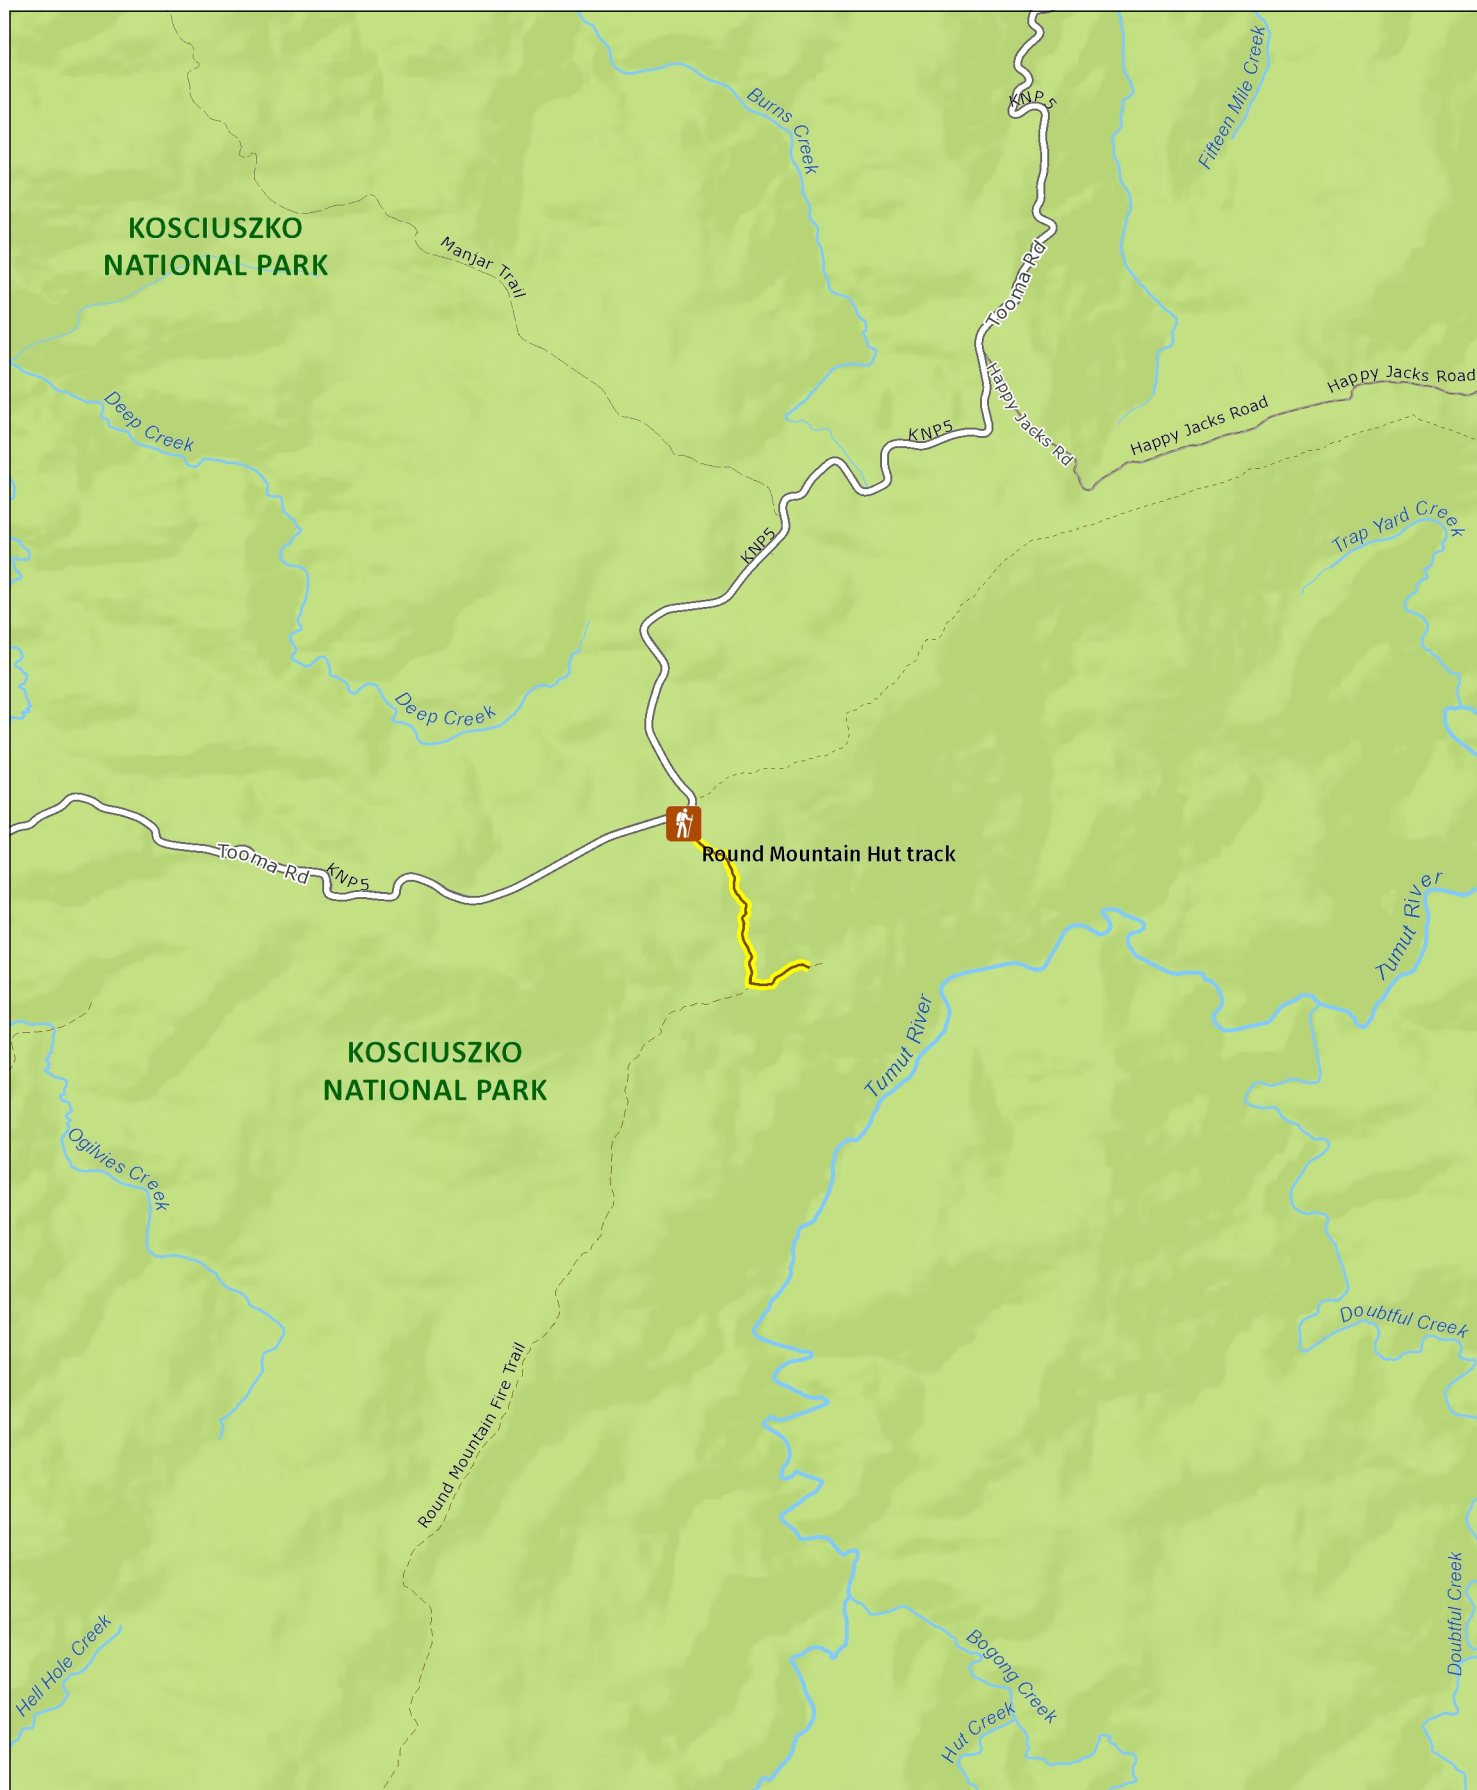 KNP 5
Fifteen Mile Creek
Burns Creek
KOSCIUSZKO
NATIONAL PARK
Manjar Trail
Tooma Rd
Happy Jacks Road
Happy Jacks Road
Happy Jacks Rd
Deep Creek
KNP5
Trap Yard Creek
KNP5
Deep Creek
Tooma Rd
KNP5
Round Mountain Hut track
Tumut River
Tumut River
KOSCIUSZKO
NATIONAL PARK
Ogilvies Creek
Doubtful Creek
Round Mountain Fire Trail
Doubtful Creek
Hell Hole Creek
Bogong Creek
Hut Creek